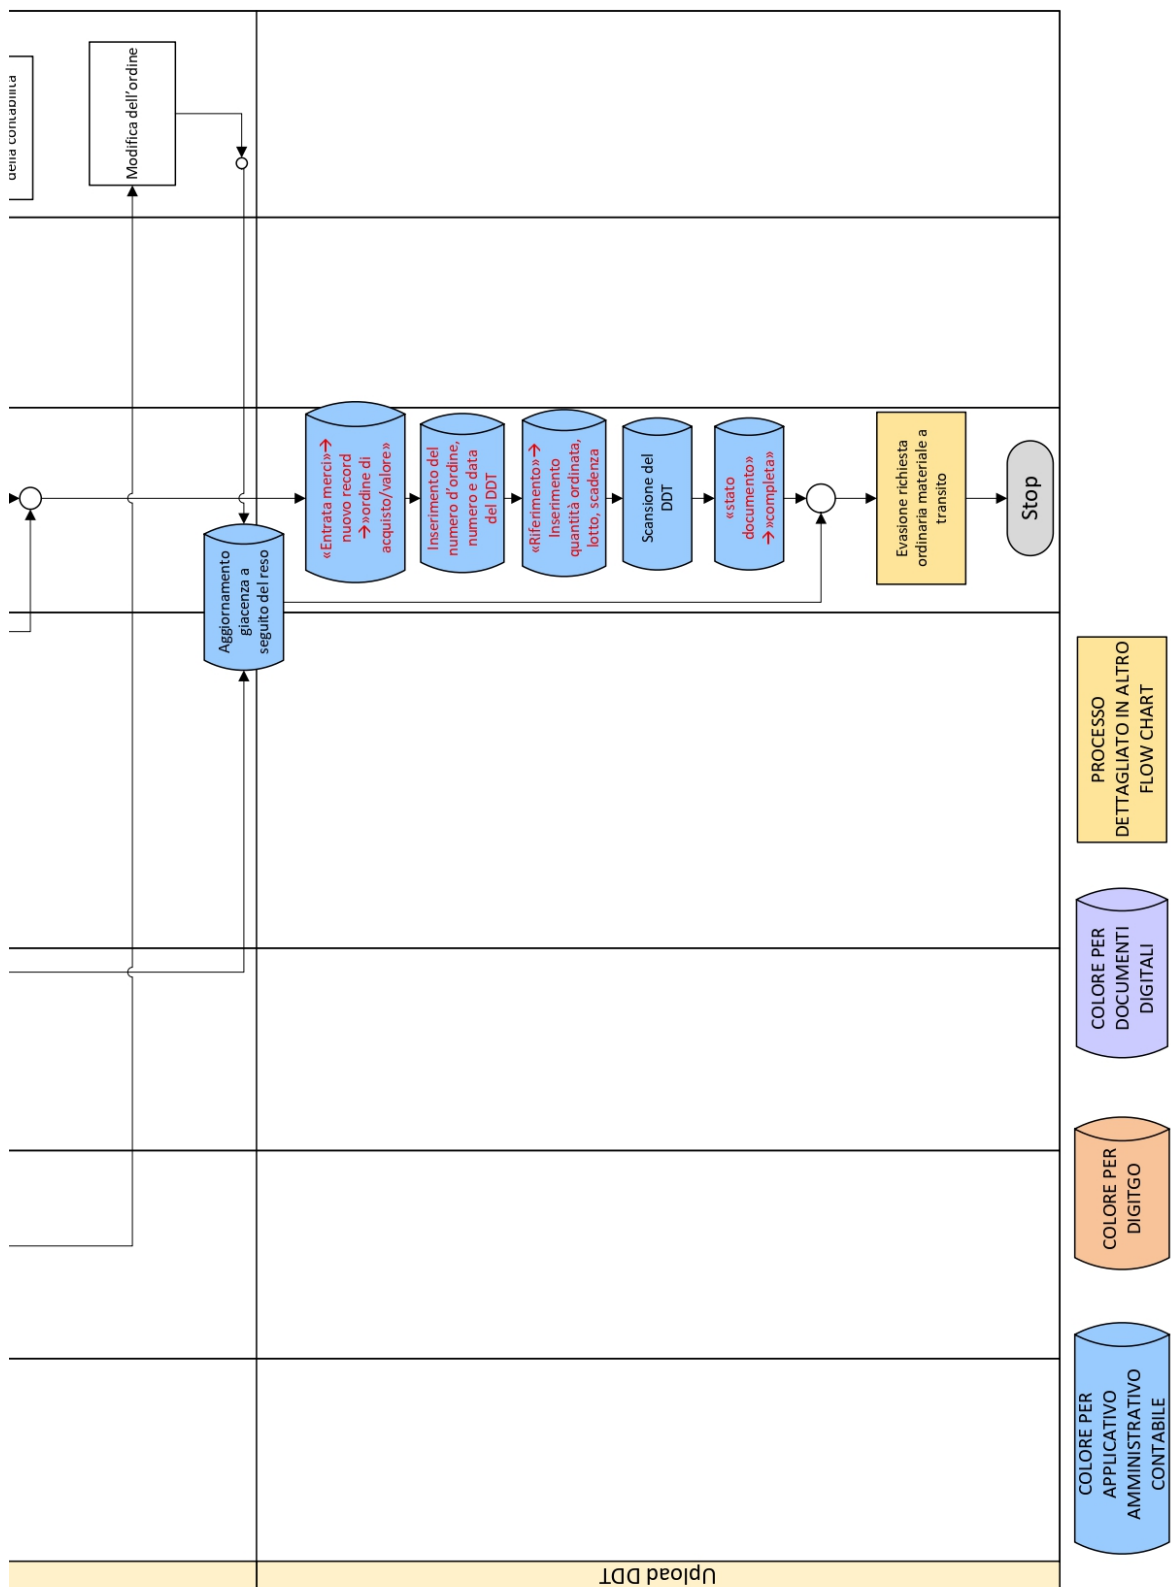 della contabilità
Modifica dell'ordine
Aggiornamento
giacenza a
seguito del reso
«Entrata merci»→
nuovo record
→»ordine di
acquisto/valore»
Inserimento del
numero d'ordine,
numero e data
del DDT
«Riferimento»→
Inserimento
quantità ordinata,
lotto, scadenza
Scansione del
DDT
«stato
documento»
→»completa»
Evasione richiesta
ordinaria materiale a
transito
Stop
Upload DDT
COLORE PER
APPLICATIVO
AMMINISTRATIVO
CONTABILE
COLORE PER
DIGITGO
COLORE PER
DOCUMENTI
DIGITALI
PROCESSO
DETTAGLIATO IN ALTRO
FLOW CHART